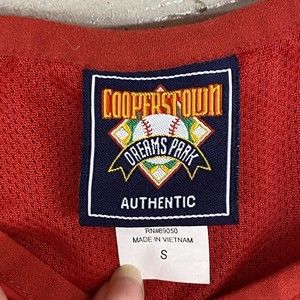 COOPERSTOWN
DREAMS PARK
AUTHENTIC
RN#89050
MADE IN VIETNAM
S